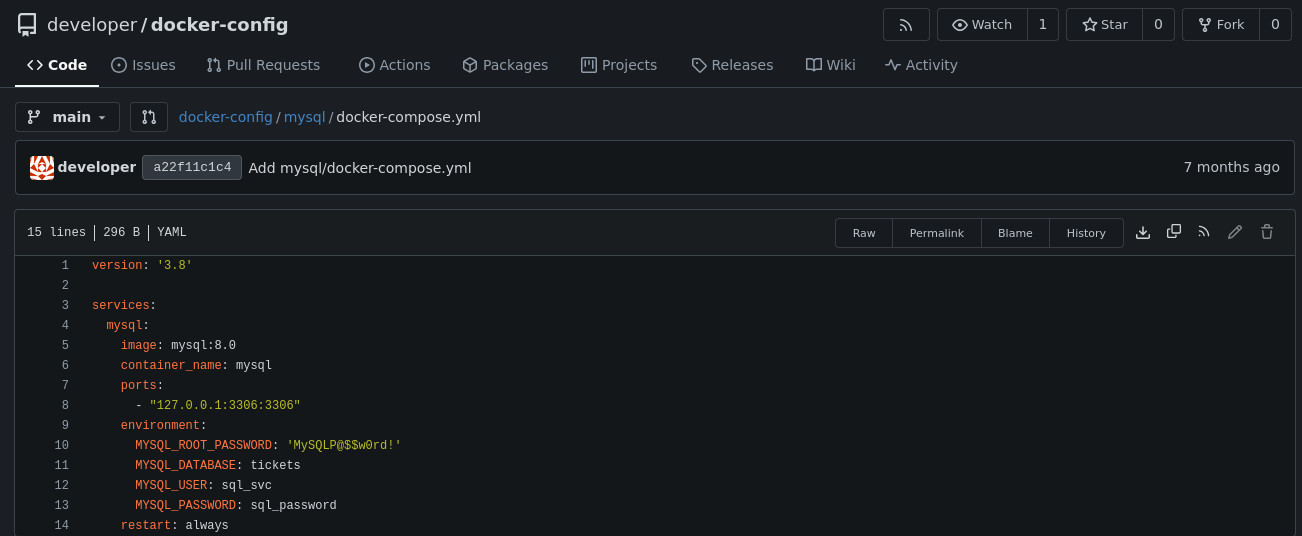 developer/docker-config
Watch 1 Star 0 Fork 0
Code Issues Pull Requests Actions Packages Projects Releases Wiki Activity
main docker-config/mysql/docker-compose.yml
developer a22f11c1c4 Add mysql/docker-compose.yml 7 months ago
15 lines 296 B YAML Raw Permalink Blame History
1 version: '3.8'
2
3 services:
4   mysql:
5     image: mysql:8.0
6     container_name: mysql
7     ports:
8       - "127.0.0.1:3306:3306"
9     environment:
10       MYSQL_ROOT_PASSWORD: 'MySQLP@$$w0rd!'
11       MYSQL_DATABASE: tickets
12       MYSQL_USER: sql_svc
13       MYSQL_PASSWORD: sql_password
14     restart: always